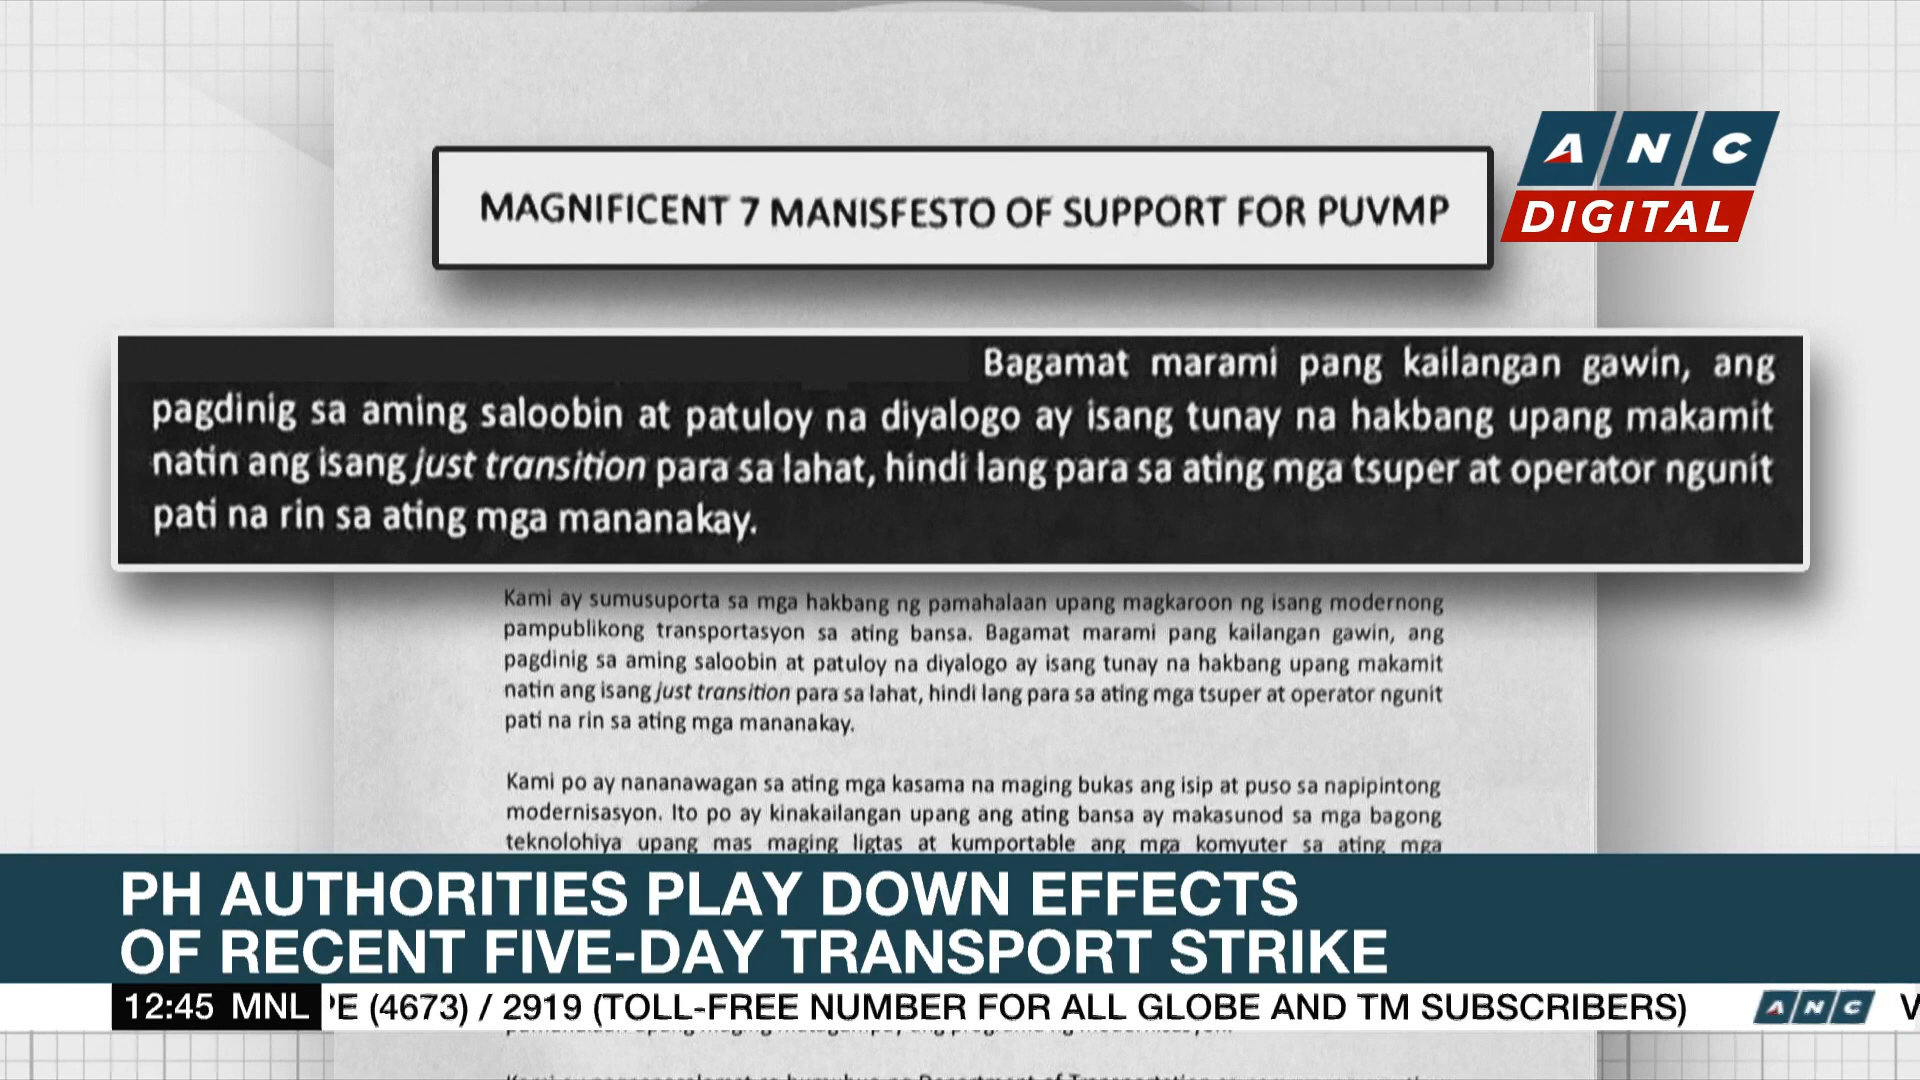 ANC
DIGITAL
MAGNIFICENT 7 MANISFESTO OF SUPPORT FOR PUVMP
Bagamat marami pang kailangan gawin, ang
pagdinig sa aming saloobin at patuloy na diyalogo ay isang tunay na hakbang upang makamit
natin ang isang just transition para sa lahat, hindi lang para sa ating mga tsuper at operator ngunit
pati na rin sa ating mga mananakay.
Kami ay sumusuporta sa mga hakbang ng pamahalaan upang magkaroon ng isang modernong
pampublikong transportasyon sa ating bansa. Bagamat marami pang kailangan gawin, ang
pagdinig sa aming saloobin at patuloy na diyalogo ay isang tunay na hakbang upang makamit
natin ang isang just transition para sa lahat, hindi lang para sa ating mga tsuper at operator ngunit
pati na rin sa ating mga mananakay.
Kami po ay nananawagan sa ating mga kasama na maging bukas ang isip at puso sa napipintong
modernisasyon. Ito po ay kinakailangan upang ang ating bansa ay makasunod sa mga bagong
teknolohiya upang mas maging ligtas at kumportable ang mga komyuter sa ating mga
PH AUTHORITIES PLAY DOWN EFFECTS
OF RECENT FIVE-DAY TRANSPORT STRIKE
12:45 MNL PE (4673) / 2919 (TOLL-FREE NUMBER FOR ALL GLOBE AND TM SUBSCRIBERS) ANC V